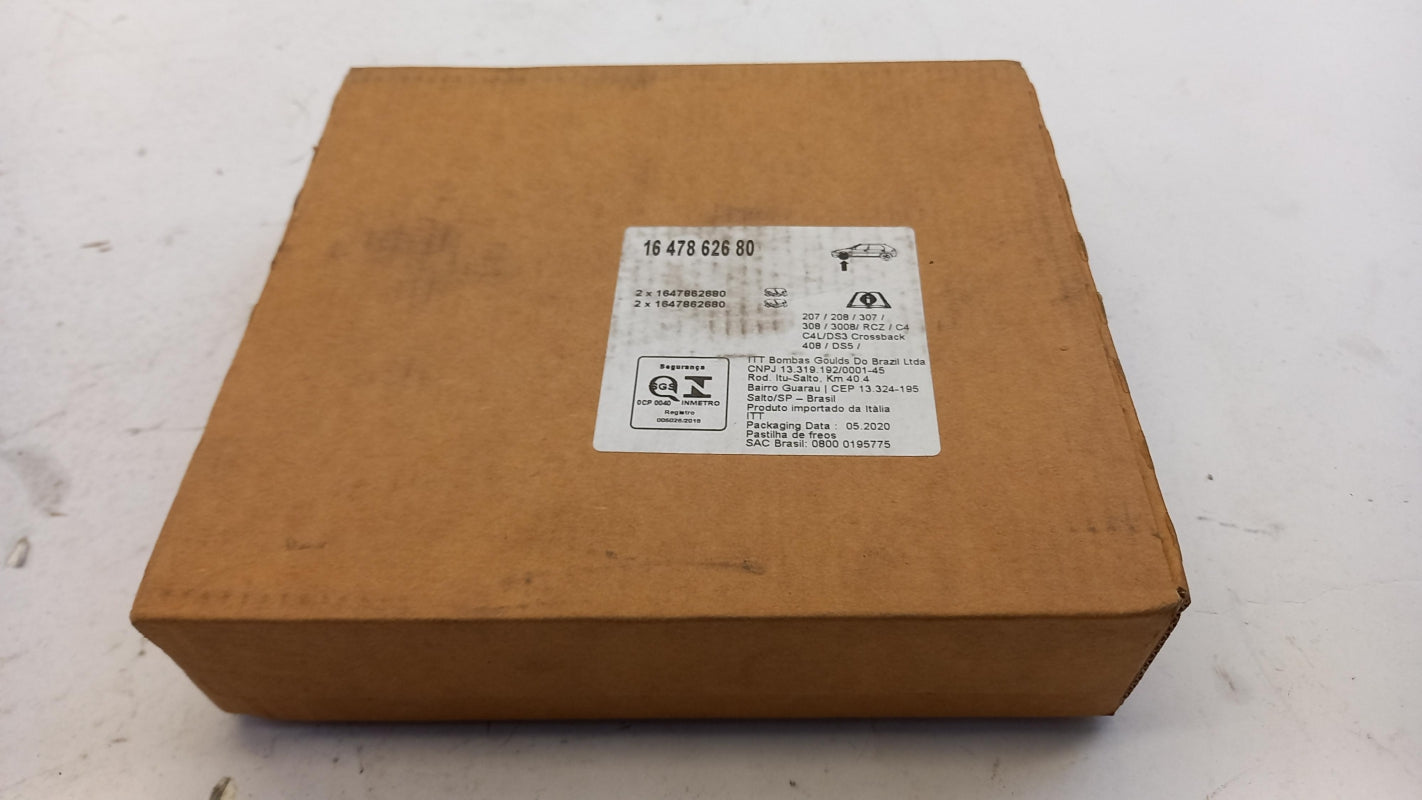 16 478 626 80
2 x 1647862680
2 x 1647862680
207 / 208 / 307 /
308 / 3008/ RCZ / C4
C4L/DS3 Crossback
408 / DS5 /
Segurança
SGS
OCP 0040 INMETRO
Registro
006026/2016
ITT Bombas Goulds Do Brazil Ltda
CNPJ 13.319.192/0001-45
Rod. Itu-Salto, Km 40.4
Bairro Guarau | CEP 13.324-195
Salto/SP – Brasil
Produto importado da Itàlia
ITT
Packaging Data : 05.2020
Pastilha de freos
SAC Brasil: 0800 0195775